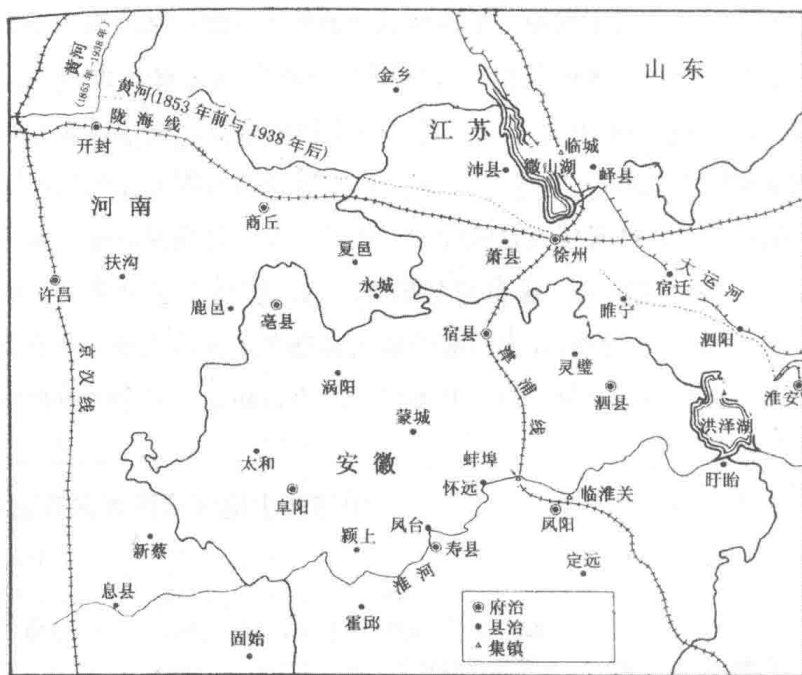 黄河
(1853年-1938年)
黄河(1853年前与1938年后)
陇海线
开封
金乡
山东
江苏
沛县
微山湖
临城
峄县
河南
商丘
夏邑
永城
萧县
徐州
大运河
宿迁
睢宁
泗阳
扶沟
许昌
鹿邑
亳县
宿县
津浦线
灵璧
泗县
洪泽湖
淮安
京汉线
涡阳
蒙城
太和
安徽
阜阳
蚌埠
怀远
临淮关
凤阳
盱眙
新蔡
颍上
凤台
寿县
淮河
定远
息县
霍邱
固始
府治
县治
集镇